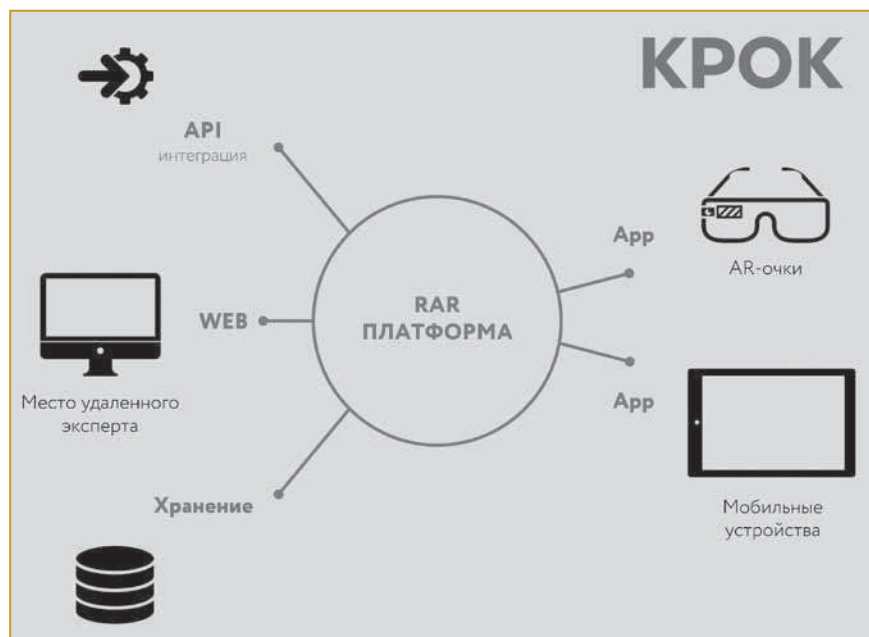 КРОК
API
интеграция
App
AR-очки
WEB
RAR
ПЛАТФОРМА
Место удаленного
эксперта
App
Хранение
Мобильные
устройства